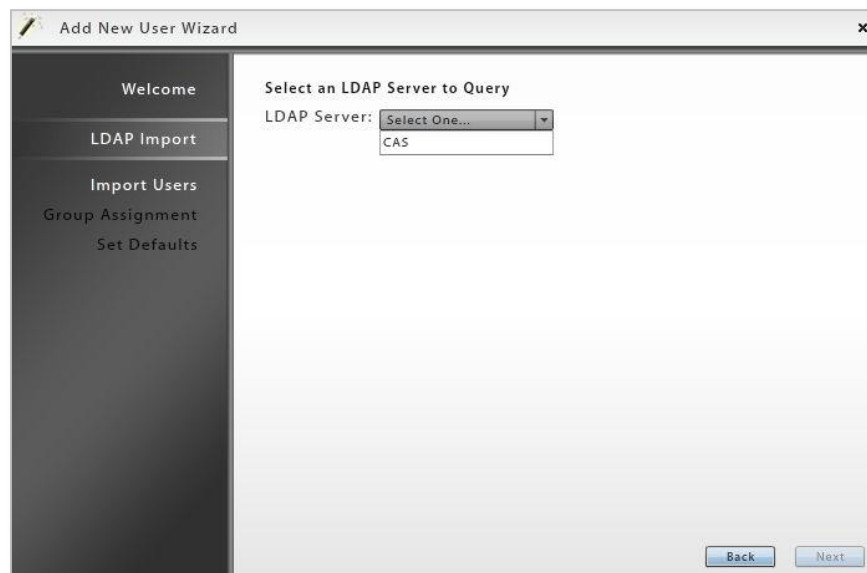 Add New User Wizard
x
Welcome
LDAP Import
Import Users
Group Assignment
Set Defaults
Select an LDAP Server to Query
LDAP Server: Select One...
CAS
Back Next